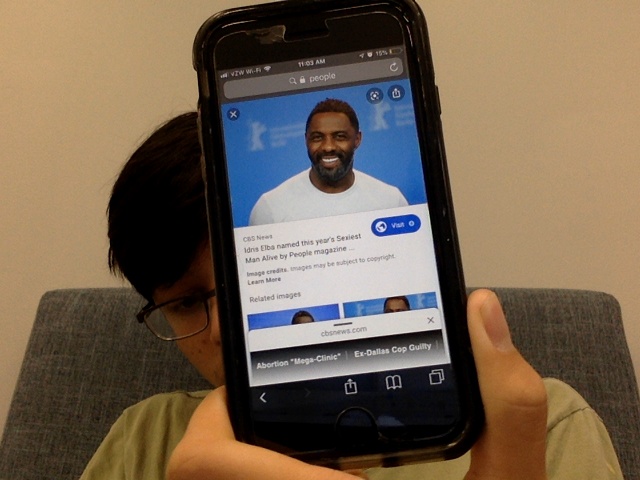 VZW Wi-Fi 11:03 AM 15%
people
CBS News
Idris Elba named this year's Sexiest
Man Alive by People magazine ...
Visit
Image credits. Images may be subject to copyright.
Learn More
Related images
cbsnews.com
Abortion "Mega-Clinic" | Ex-Dallas Cop Guilty